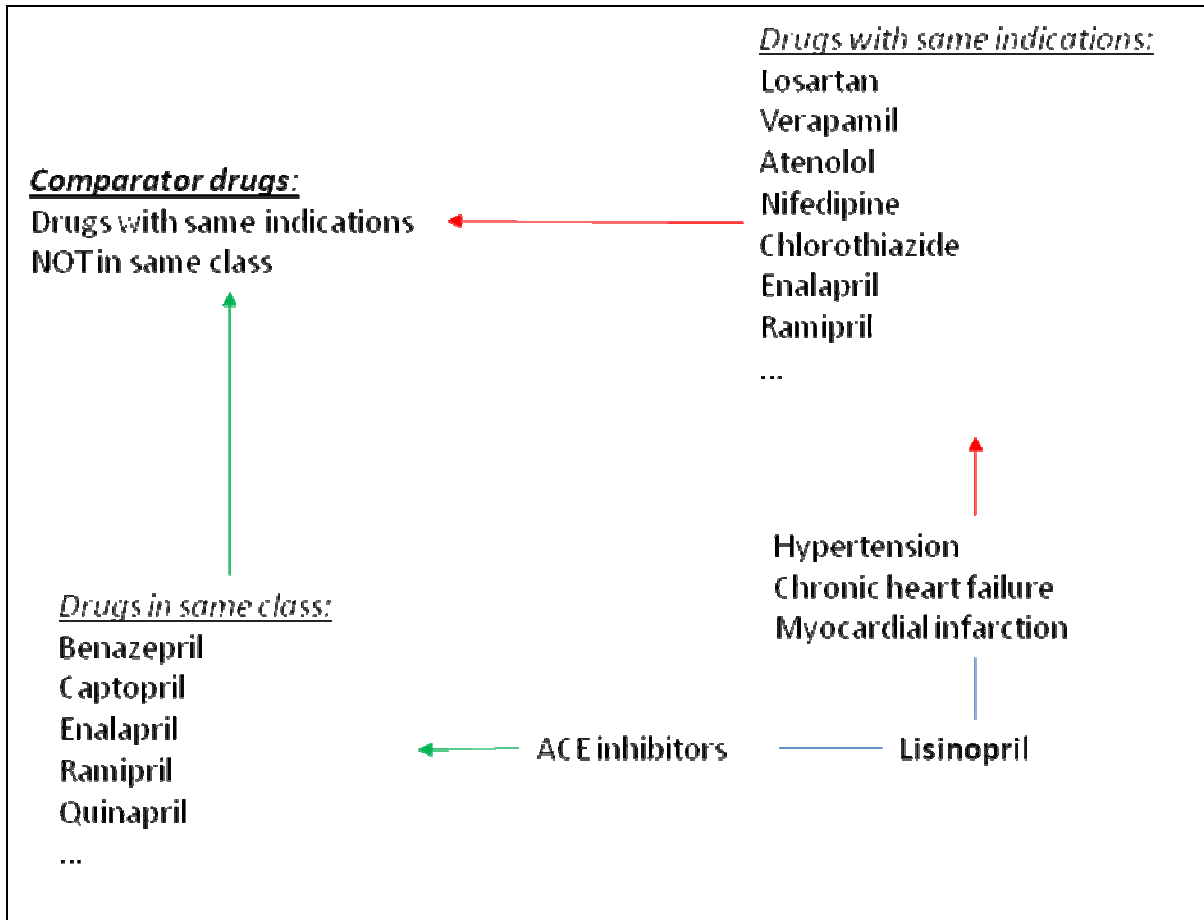 Drugs with same indications:
Losartan
Verapamil
Atenolol
Nifedipine
Chlorothiazide
Enalapril
Ramipril
...
Comparator drugs:
Drugs with same indications
NOT in same class
Hypertension
Chronic heart failure
Myocardial infarction
Drugs in same class:
Benazepril
Captopril
Enalapril
Ramipril
Quinapril
...
ACE inhibitors
Lisinopril